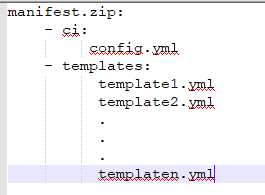 manifest.zip:
- ci:
config.yml
- templates:
template1.yml
template2.yml
.
.
.
templaten.yml